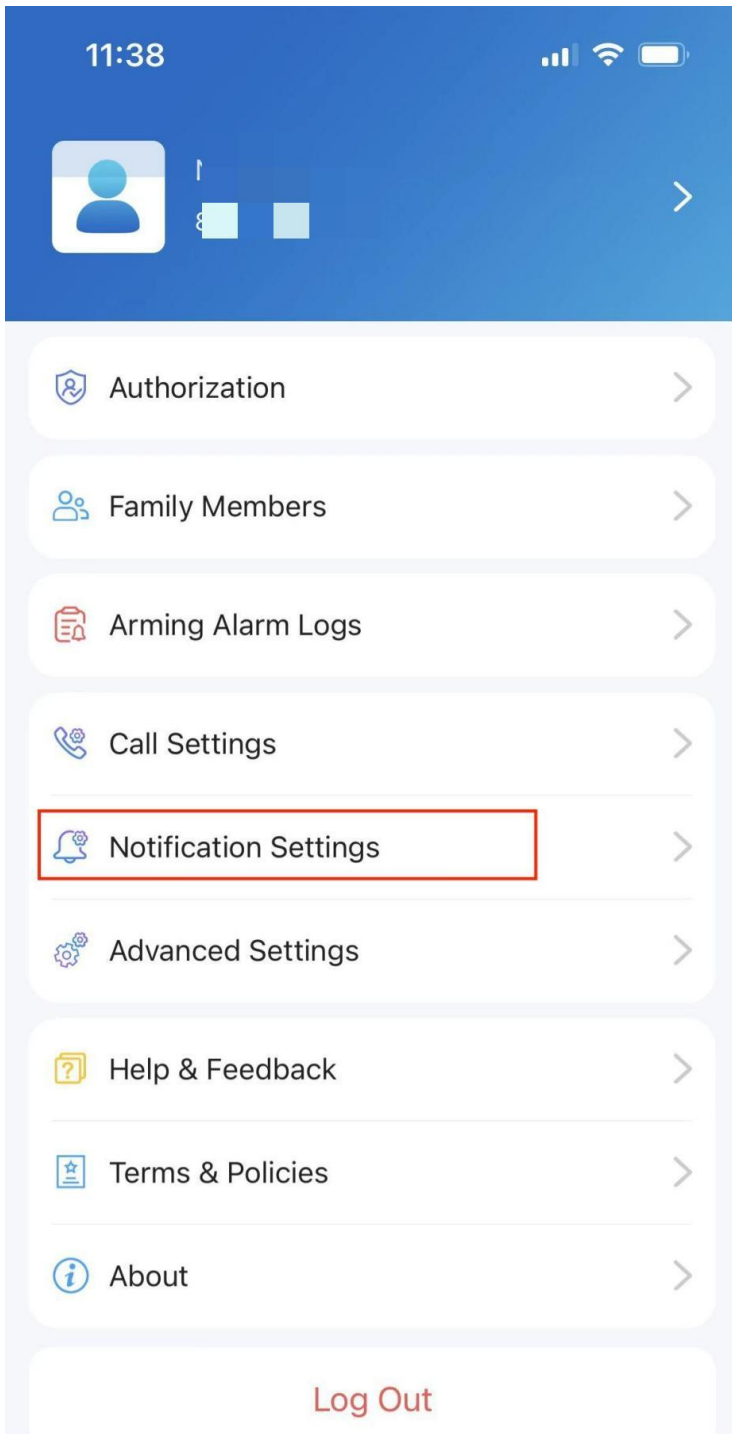 11:38
Authorization
Family Members
Arming Alarm Logs
Call Settings
Notification Settings
Advanced Settings
Help & Feedback
Terms & Policies
About
Log Out